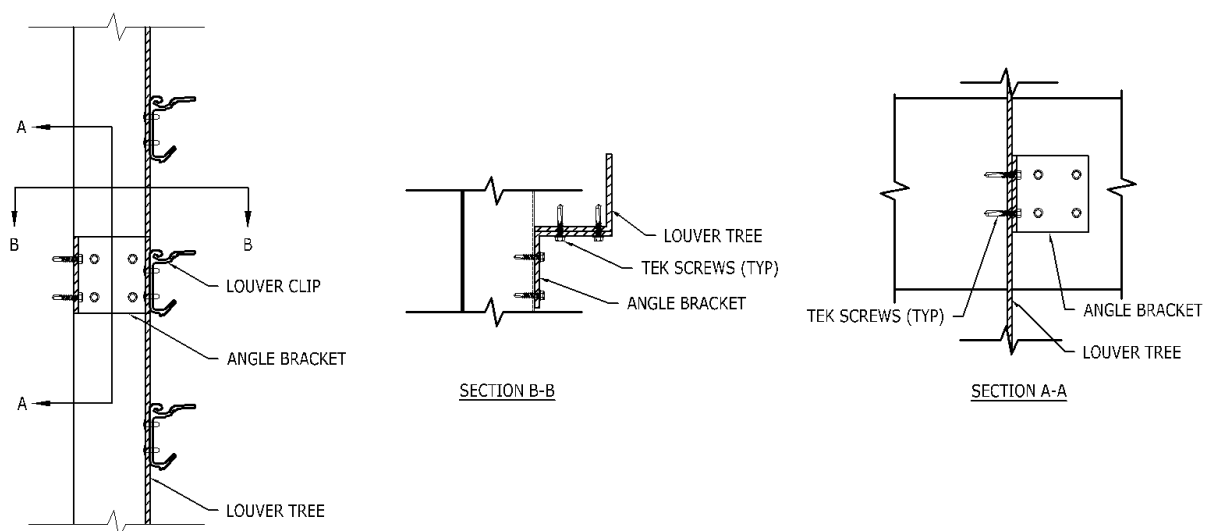 A
B
B
LOUVER CLIP
ANGLE BRACKET
A
LOUVER TREE
LOUVER TREE
TEK SCREWS (TYP)
ANGLE BRACKET
SECTION B-B
TEK SCREWS (TYP)
ANGLE BRACKET
LOUVER TREE
SECTION A-A